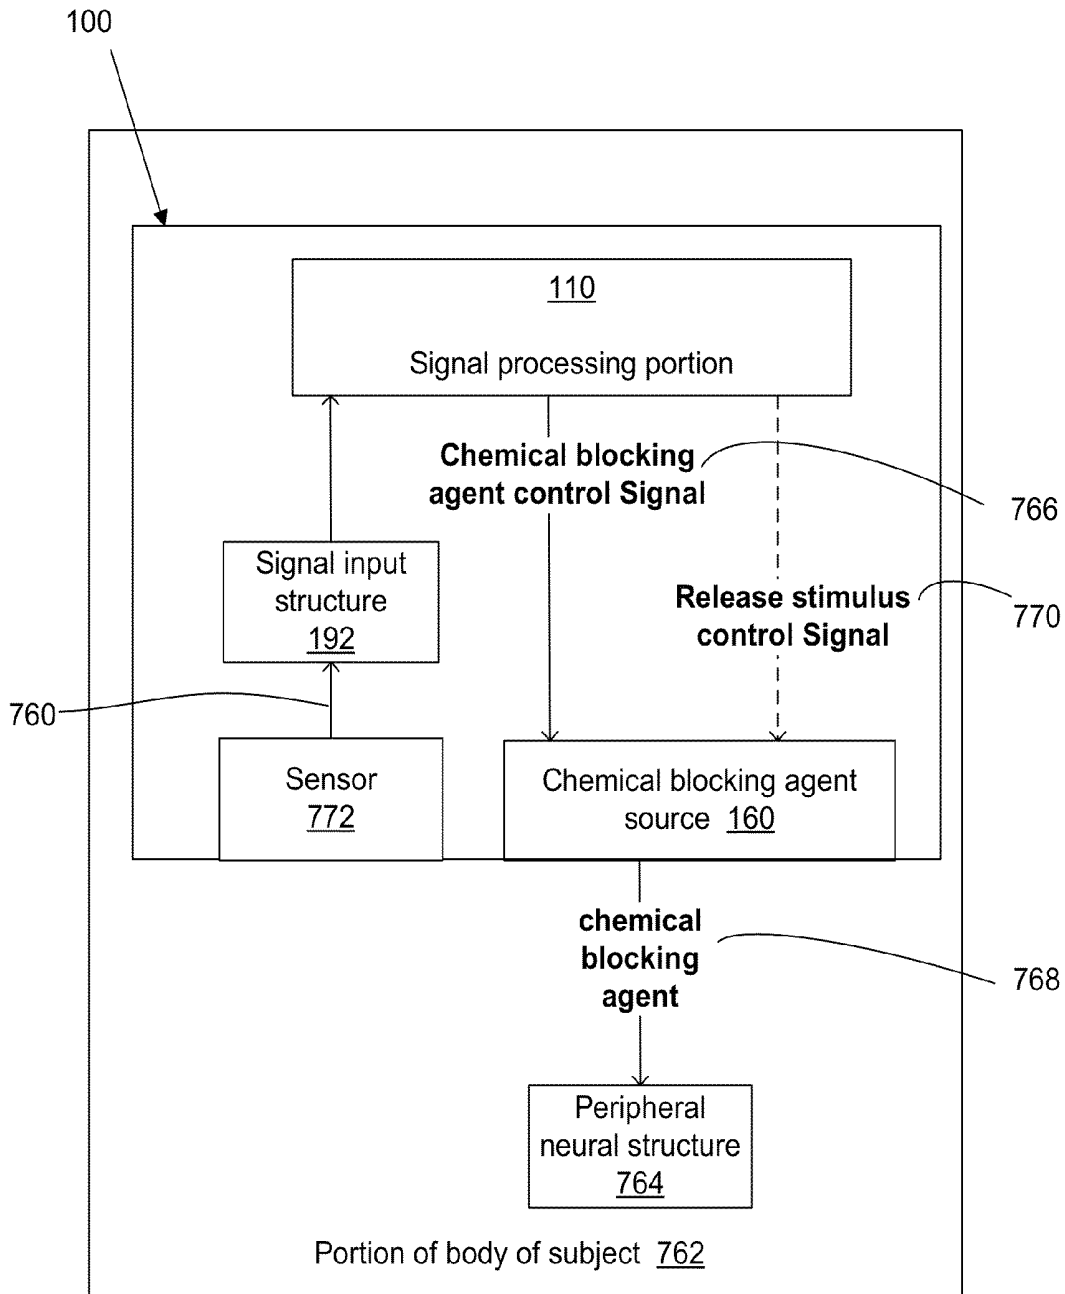 100
110
Signal processing portion
Chemical blocking
agent control Signal
766
Signal input
structure
192
Release stimulus
control Signal
770
760
Sensor
772
Chemical blocking agent
source 160
chemical
blocking
agent
768
Peripheral
neural structure
764
Portion of body of subject 762